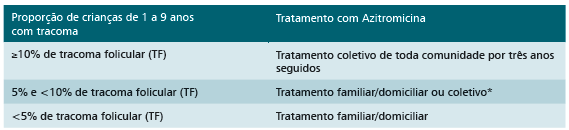 Proporção de crianças de 1 a 9 anos
com tracoma
Tratamento com Azitromicina
≥10% de tracoma folicular (TF)
Tratamento coletivo de toda comunidade por três anos
seguidos
5% e <10% de tracoma folicular (TF)
Tratamento familiar/domiciliar ou coletivo*
<5% de tracoma folicular (TF)
Tratamento familiar/domiciliar